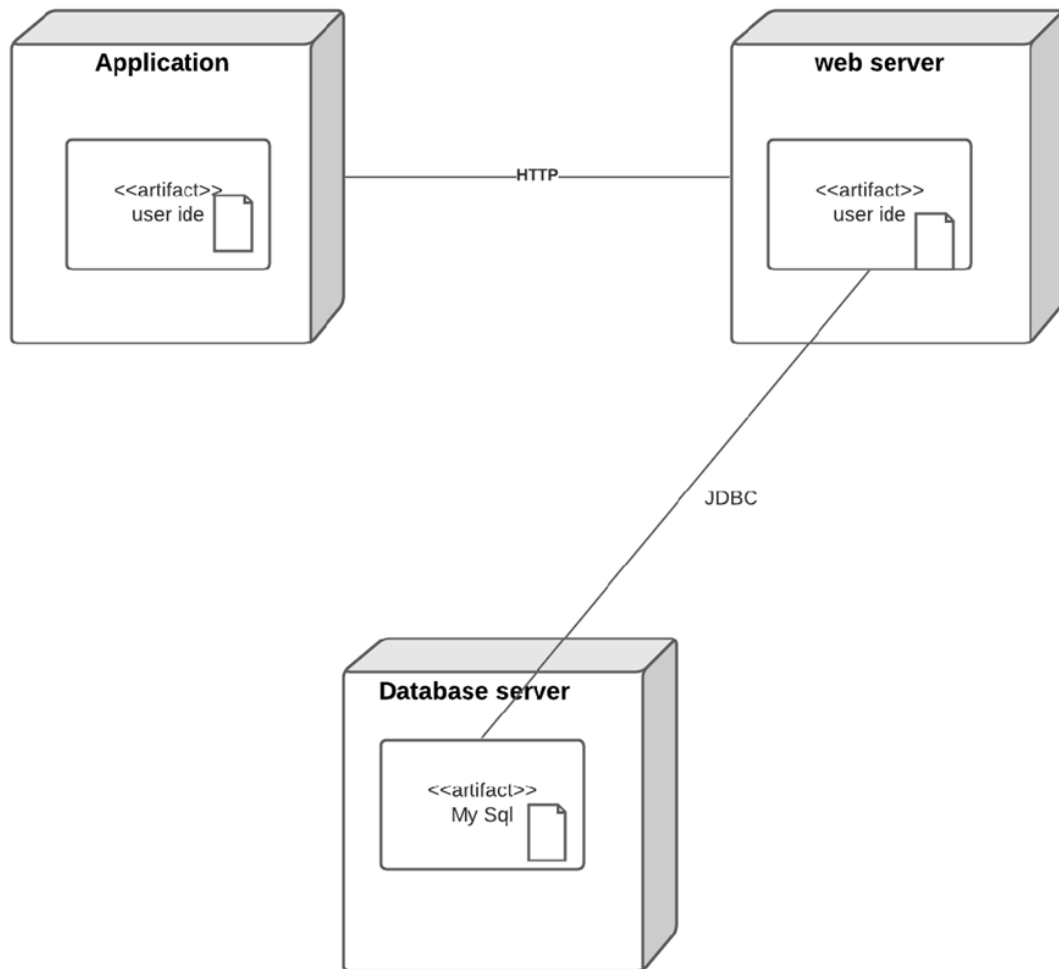 Application
<<artifact>>
user ide
HTTP
web server
<<artifact>>
user ide
JDBC
Database server
<<artifact>>
My Sql